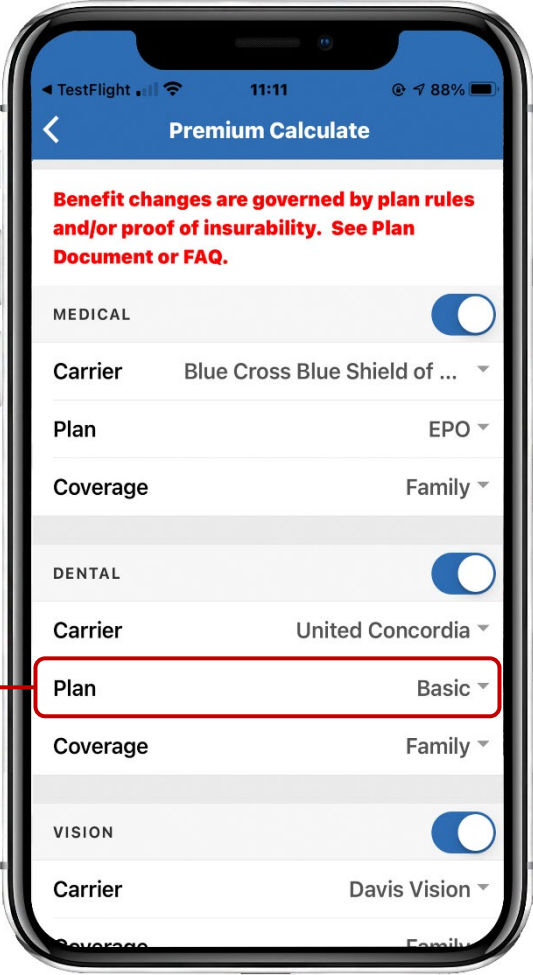 TestFlight 11:11 88%
Premium Calculate
Benefit changes are governed by plan rules
and/or proof of insurability. See Plan
Document or FAQ.
MEDICAL
Carrier Blue Cross Blue Shield of ...
Plan EPO
Coverage Family
DENTAL
Carrier United Concordia
Plan Basic
Coverage Family
VISION
Carrier Davis Vision
Coverage Family